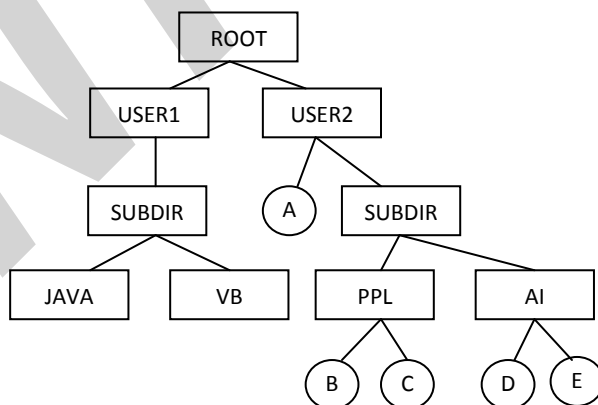 ROOT
USER1 USER2
SUBDIR A SUBDIR
JAVA VB PPL AI
B C D E